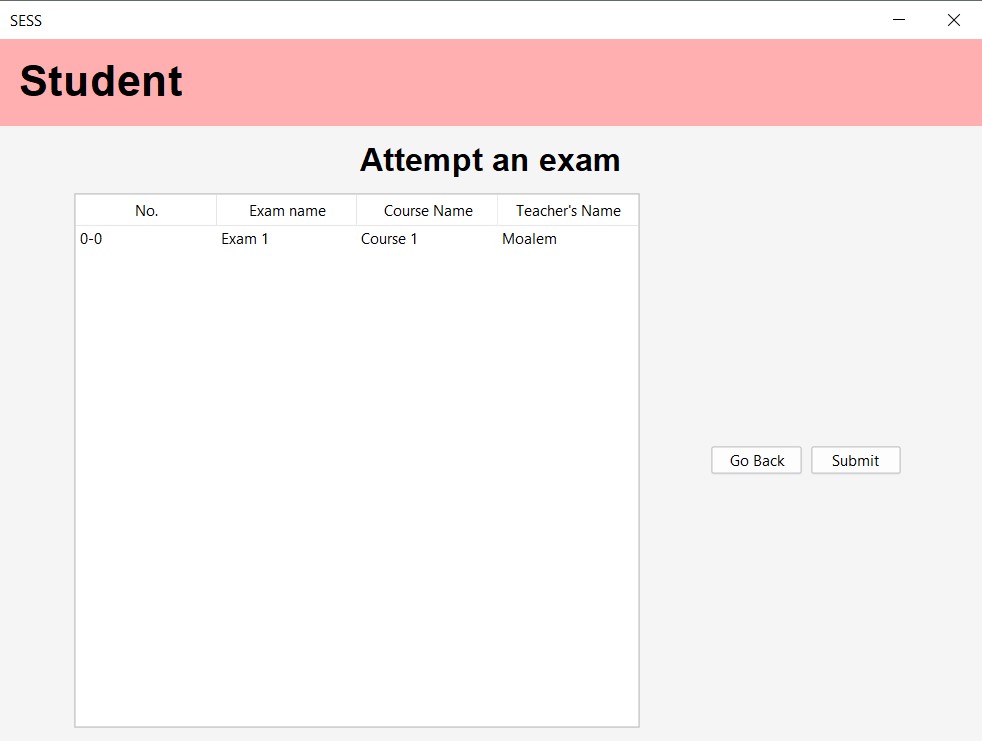 SESS
Student
Attempt an exam
No. Exam name Course Name Teacher's Name
0-0 Exam 1 Course 1 Moalem
Go Back Submit